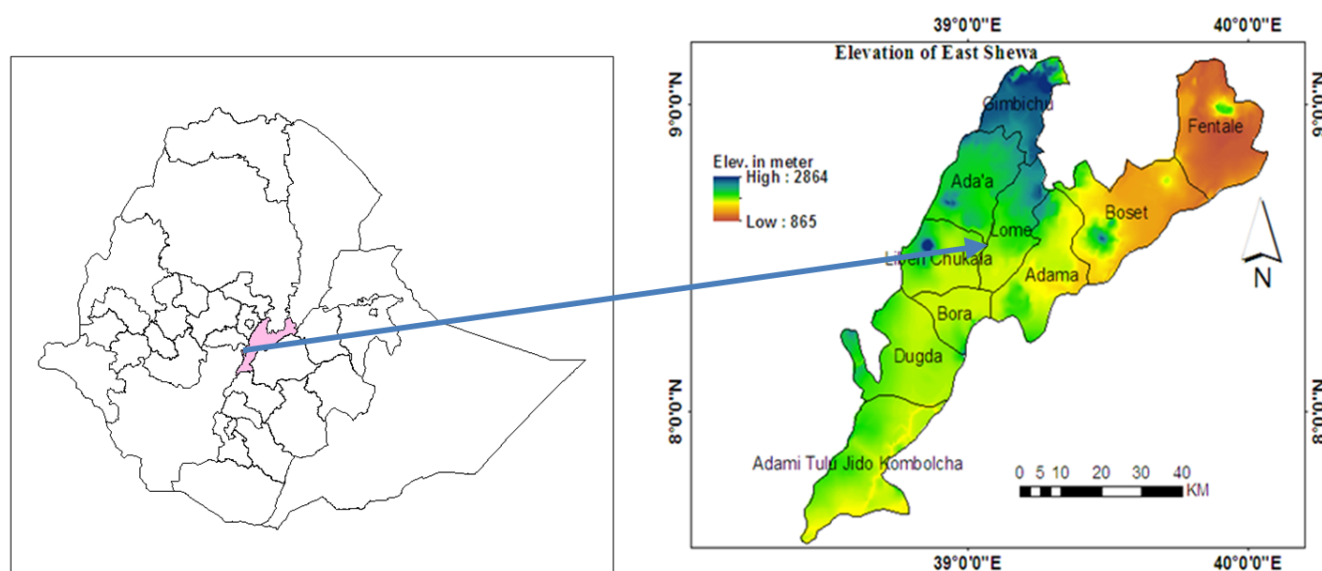 39°0'0"E 40°0'0"E
Elevation of East Shewa
9°0'0"N
9°0'0"N
Gimbichu
Fentale
Elev. in meter
High : 2864
Low : 865
Ada'a
Boset
Lome
Liben Chukala
Adama
N
Bora
Dugda
8°0'0"N
8°0'0"N
Adami Tulu Jido Kombolcha
0 5 10 20 30 40
KM
39°0'0"E 40°0'0"E